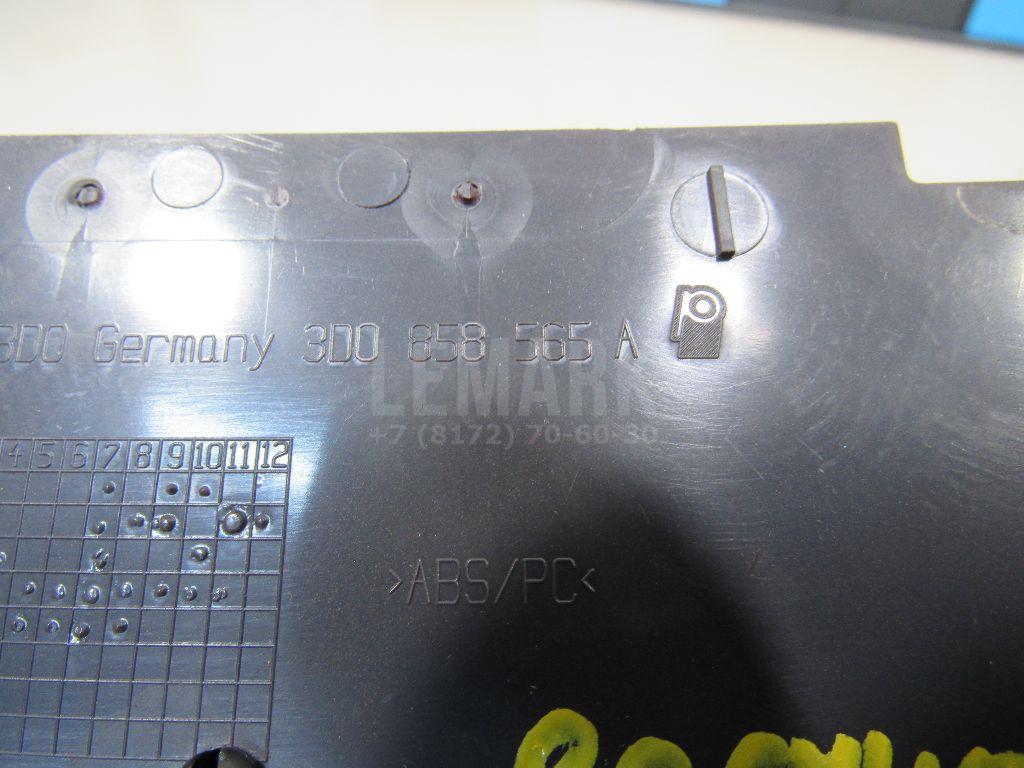 3D0 Germany 3D0 858 565 A
LEMARK
+7 (8172) 70-60-30
4 5 6 7 8 9 10 11 12
>ABS/PC<